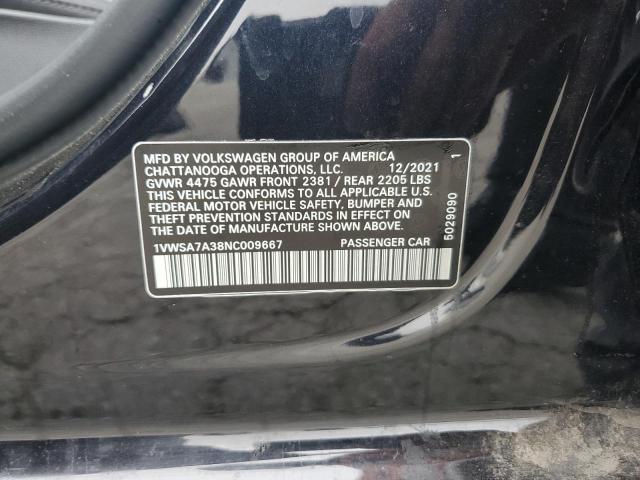 MFD BY VOLKSWAGEN GROUP OF AMERICA
CHATTANOOGA OPERATIONS, LLC. 12/2021
GVWR 4475 GAWR FRONT 2381 / REAR 2205 LBS
THIS VEHICLE CONFORMS TO ALL APPLICABLE U.S.
FEDERAL MOTOR VEHICLE SAFETY, BUMPER AND
THEFT PREVENTION STANDARDS IN EFFECT ON
THE DATE OF MANUFACTURE SHOWN ABOVE.
1VWSA7A38NC009667 PASSENGER CAR
5029090 1